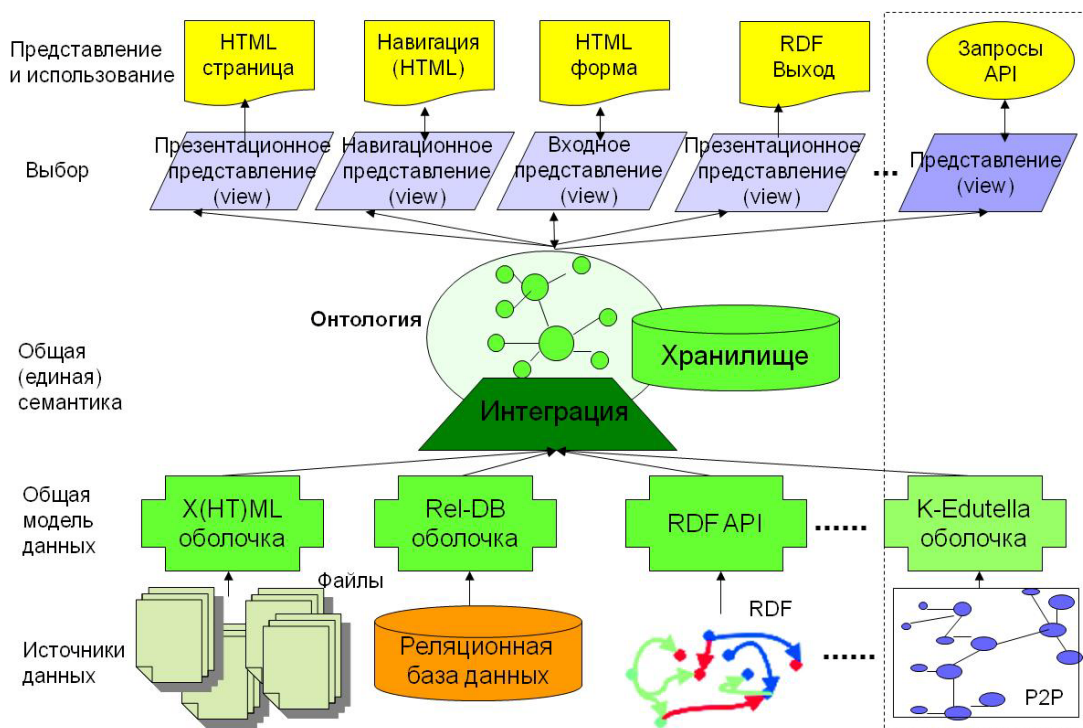 Представление
и использование
HTML
страница
Навигация
(HTML)
HTML
форма
RDF
Выход
...
Запросы
API
Выбор
Презентационное
представление
(view)
Навигационное
представление
(view)
Входное
представление
(view)
Презентационное
представление
(view)
...
Представление
(view)
Общая
(единая)
семантика
Онтология
Хранилище
Интеграция
Общая
модель
данных
X(HT)ML
оболочка
Rel-DB
оболочка
RDF API
......
K-Edutella
оболочка
Источники
данных
Файлы
Реляционная
база данных
RDF
......
P2P